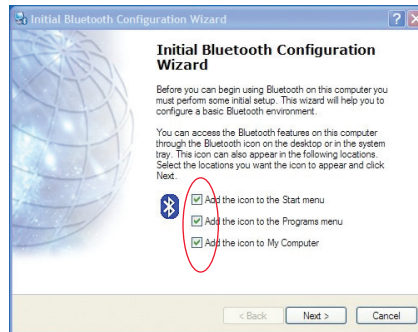 Initial Bluetooth Configuration Wizard
Initial Bluetooth Configuration
Wizard
Before you can begin using Bluetooth on this computer you
must perform some initial setup. This wizard will help you to
configure a basic Bluetooth environment.
You can access the Bluetooth features on this computer
through the Bluetooth icon on the desktop or in the system
tray. This icon can also appear in the following locations.
Select the locations you want the icon to appear and click
Next.
Add the icon to the Start menu
Add the icon to the Programs menu
Add the icon to My Computer
< Back Next > Cancel